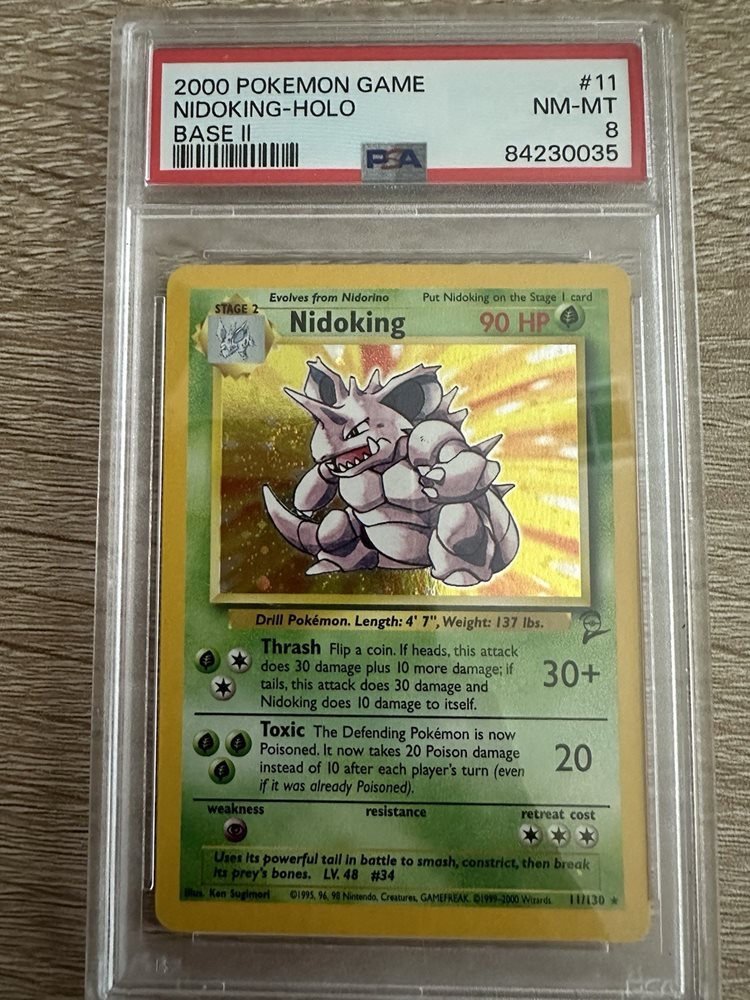 2000 POKEMON GAME #11
NIDOKING-HOLO NM-MT
BASE II 8
PSA 84230035
Evolves from Nidorino Put Nidoking on the Stage 1 card
STAGE 2
Nidoking 90 HP
Drill Pokémon. Length: 4' 7", Weight: 137 lbs.
Thrash Flip a coin. If heads, this attack
does 30 damage plus 10 more damage; if
tails, this attack does 30 damage and
Nidoking does 10 damage to itself.
30+
Toxic The Defending Pokémon is now
Poisoned. It now takes 20 Poison damage
instead of 10 after each player's turn (even
if it was already Poisoned).
20
weakness resistance retreat cost
Uses its powerful tail in battle to smash, constrict, then break
its prey's bones. LV. 48 #34
Illus. Ken Sugimori ©1995, 96, 98 Nintendo, Creatures, GAMEFREAK. ©1999-2000 Wizards. 11/130 ★